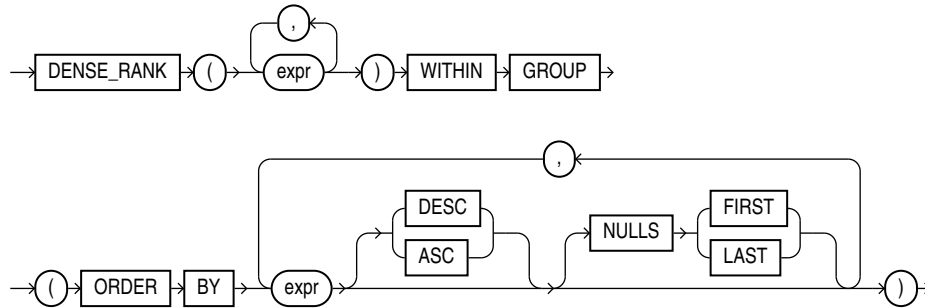 ,
DENSE_RANK ( expr ) WITHIN GROUP
,
DESC FIRST
NULLS
ASC LAST
( ORDER BY expr )